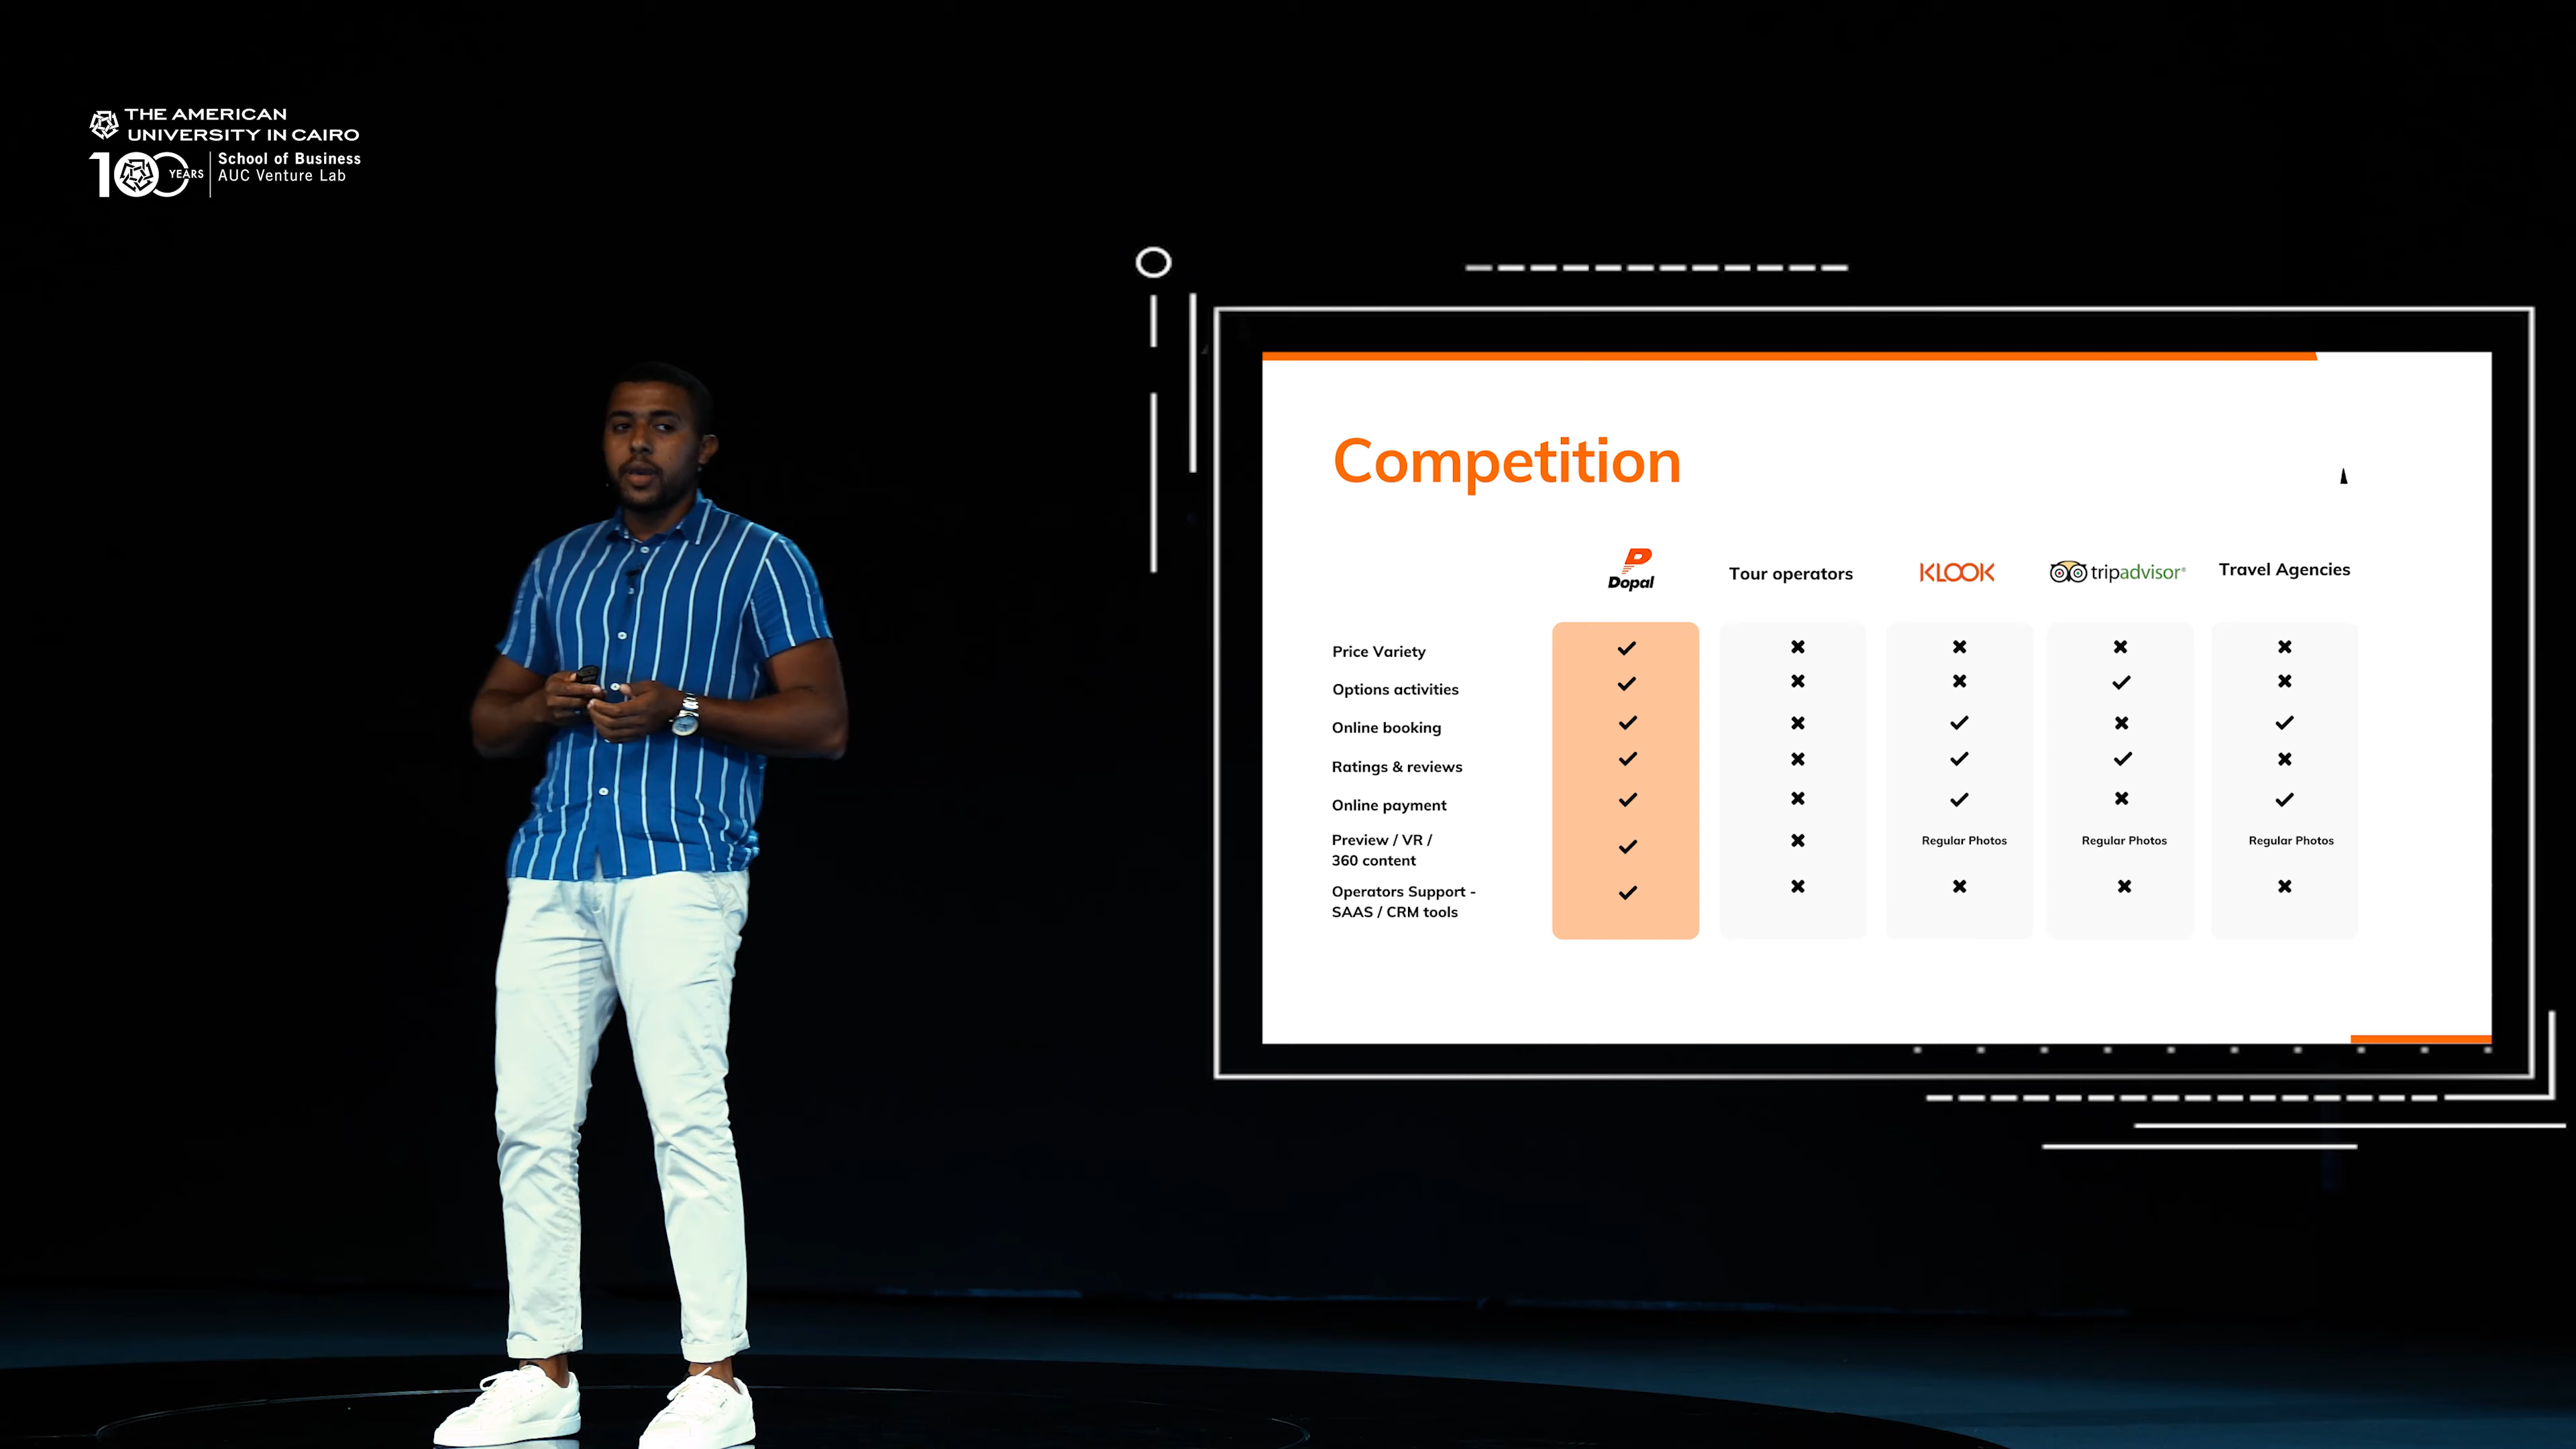 THE AMERICAN
UNIVERSITY IN CAIRO
100 YEARS
School of Business
AUC Venture Lab
Competition
Dopal
Tour operators
KLOOK
tripadvisor®
Travel Agencies
Price Variety ✓ ✖ ✖ ✖ ✖
Options activities ✓ ✖ ✖ ✓ ✖
Online booking ✓ ✖ ✓ ✖ ✓
Ratings & reviews ✓ ✖ ✓ ✓ ✖
Online payment ✓ ✖ ✓ ✖ ✓
Preview / VR /
360 content ✓ ✖ Regular Photos Regular Photos Regular Photos
Operators Support -
SAAS / CRM tools ✓ ✖ ✖ ✖ ✖